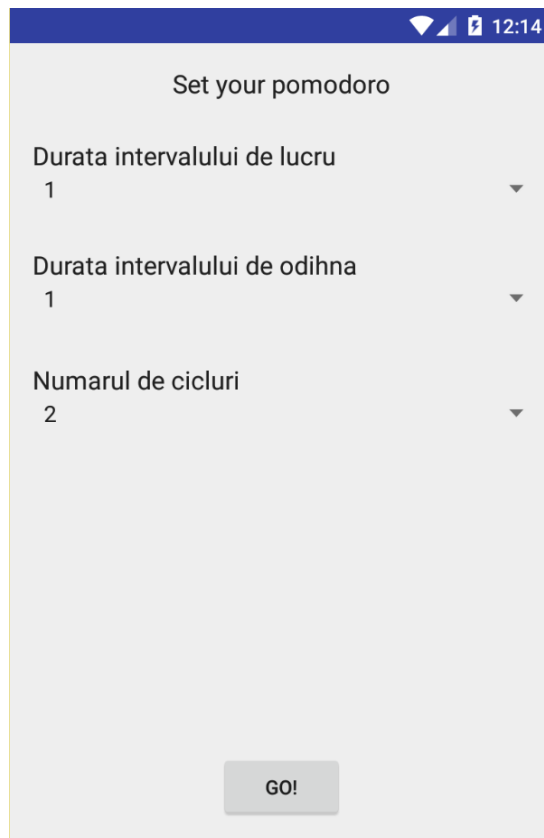 12:14
Set your pomodoro
Durata intervalului de lucru
1
Durata intervalului de odihna
1
Numarul de cicluri
2
GO!